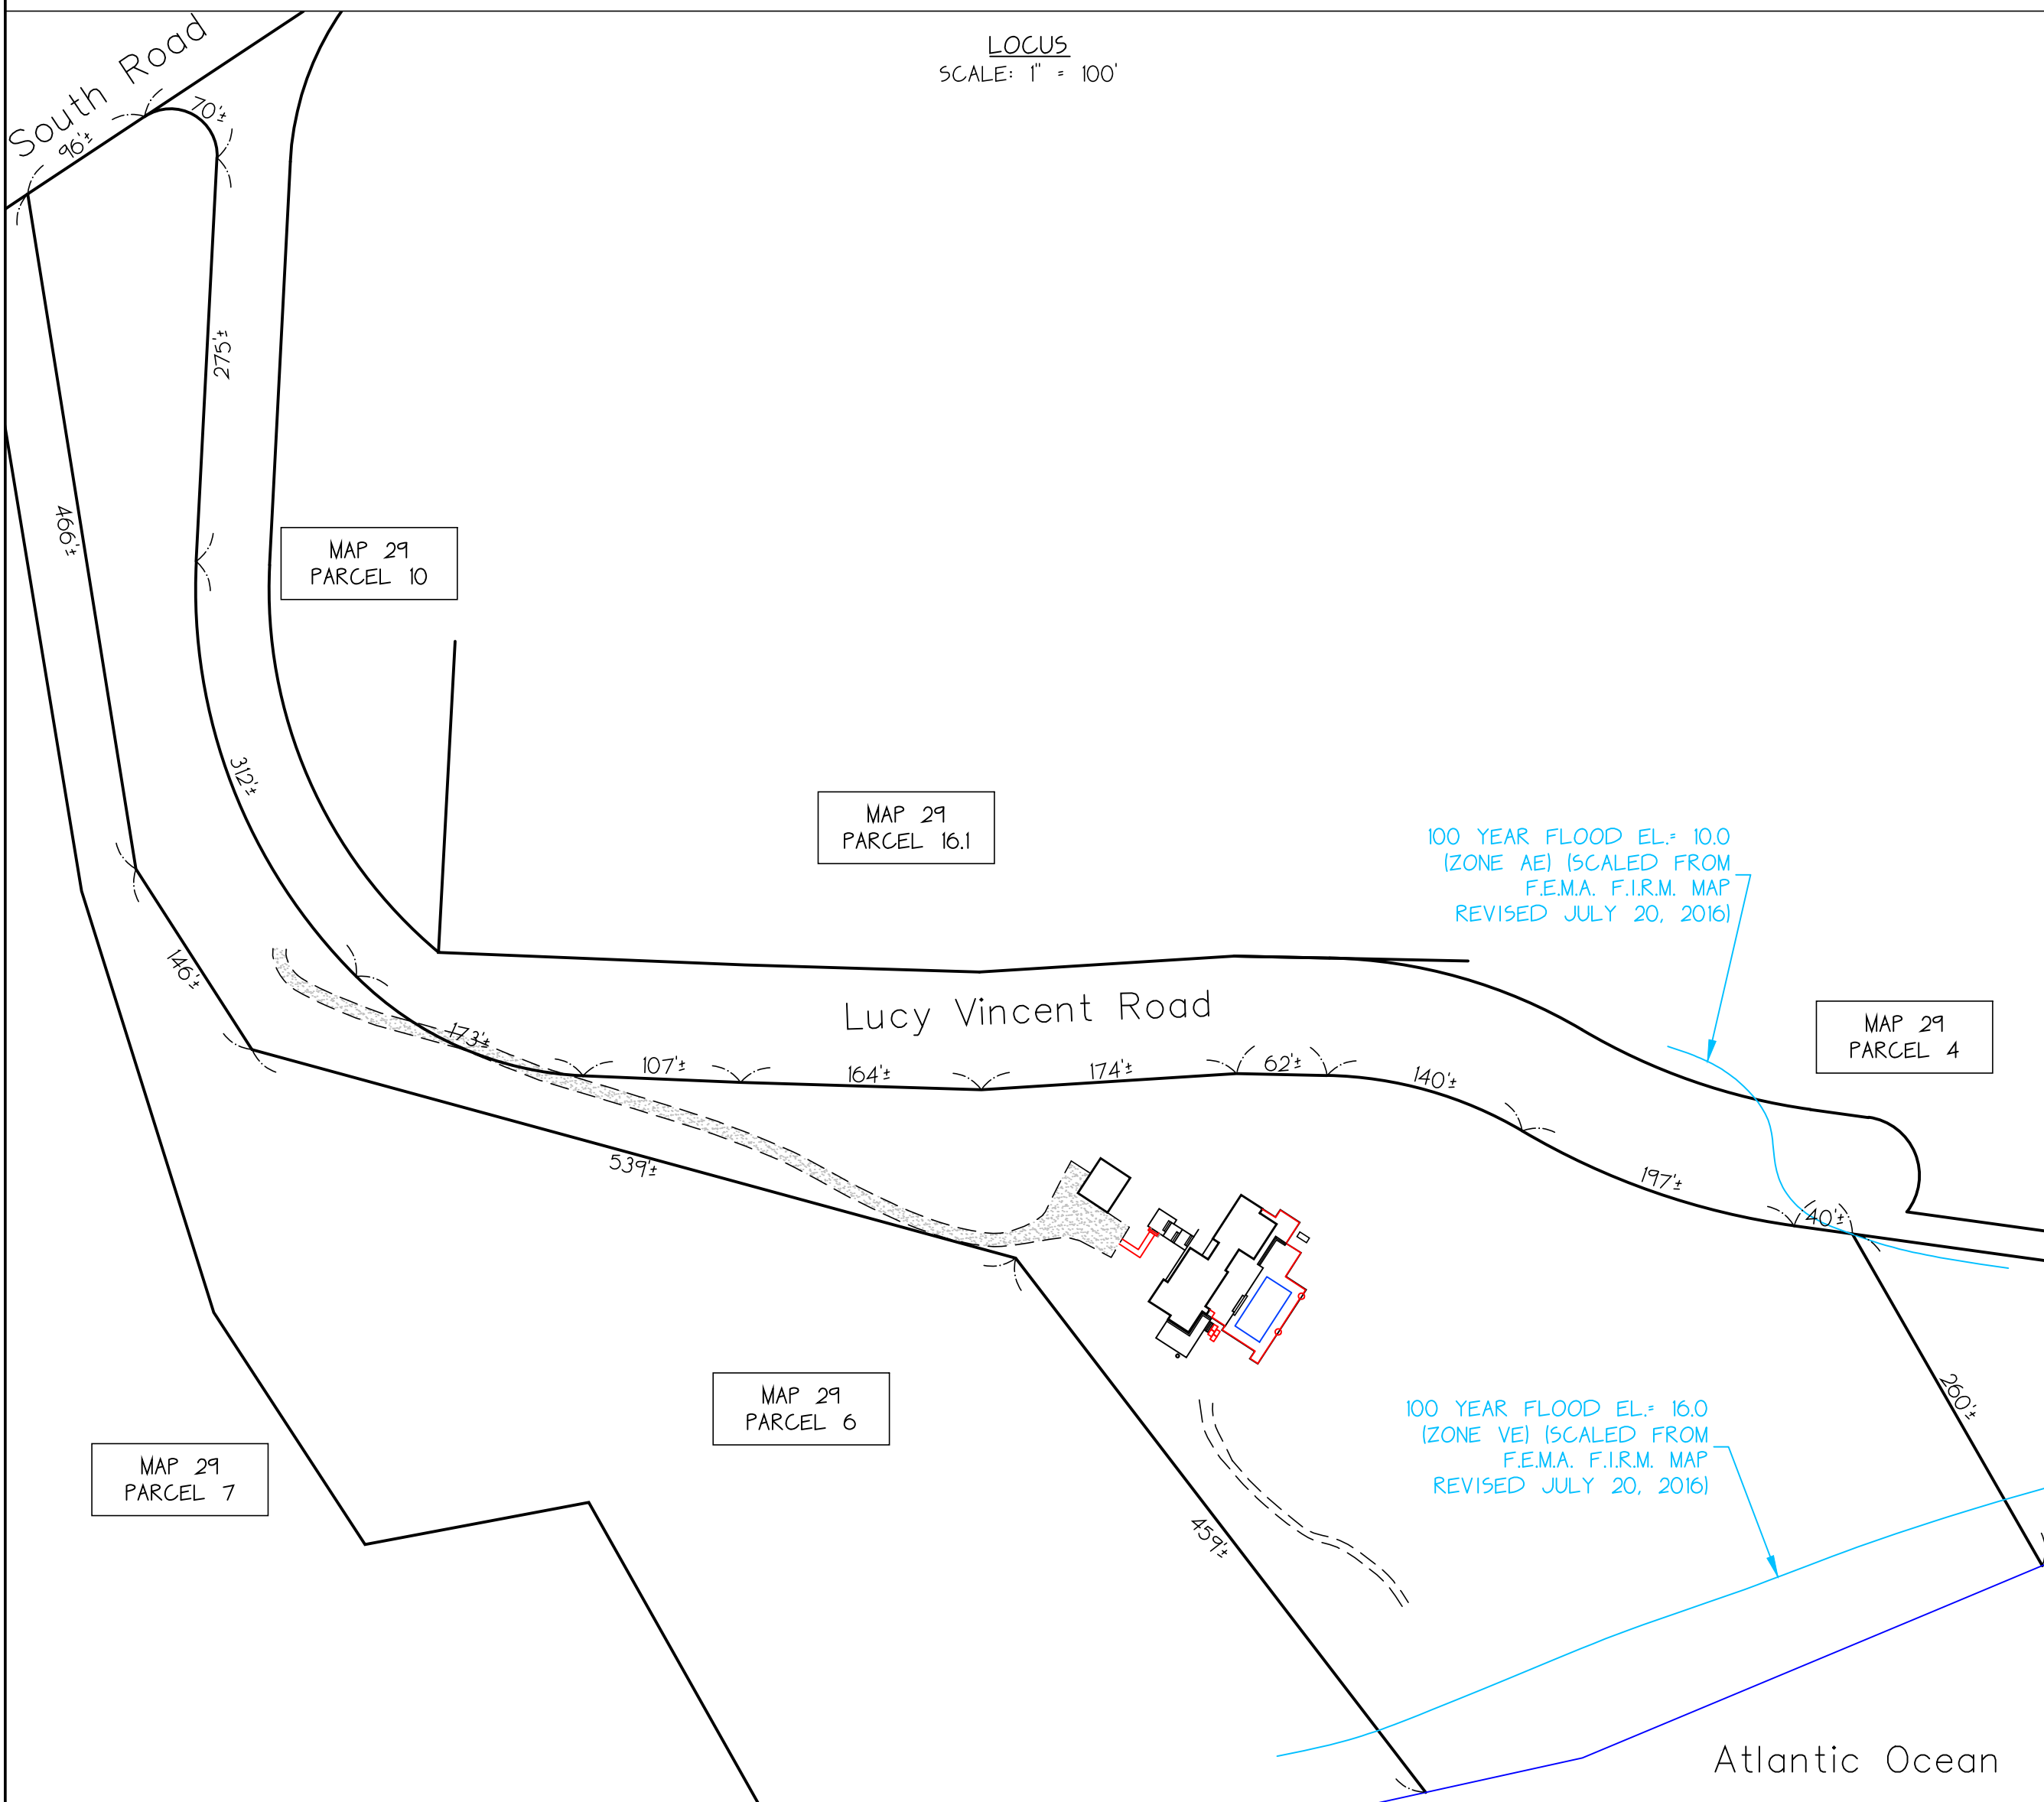 LOCUS
SCALE: 1" = 100'
South Road
96'±
70'±
275'±
466'±
MAP 29
PARCEL 10
312'±
MAP 29
PARCEL 16.1
100 YEAR FLOOD EL.= 10.0
(ZONE AE) (SCALED FROM
F.E.M.A. F.I.R.M. MAP
REVISED JULY 20, 2016)
146'±
Lucy Vincent Road
MAP 29
PARCEL 4
173'±
107'±
164'±
174'±
62'±
140'±
539'±
197'±
40'±
MAP 29
PARCEL 6
260'±
100 YEAR FLOOD EL.= 16.0
(ZONE VE) (SCALED FROM
F.E.M.A. F.I.R.M. MAP
REVISED JULY 20, 2016)
MAP 29
PARCEL 7
459'±
Atlantic Ocean